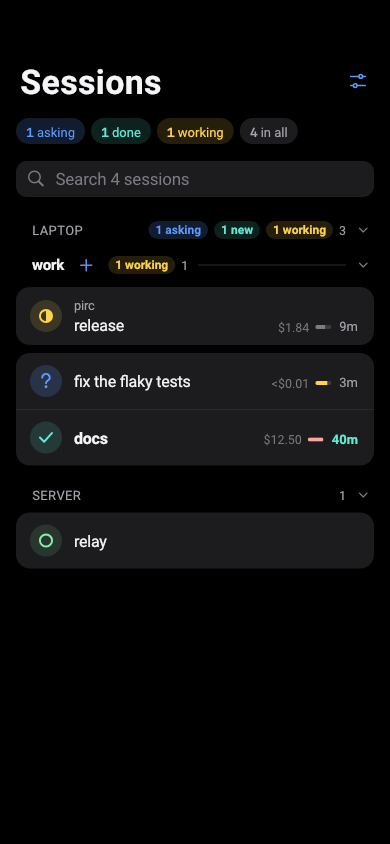 Sessions
1 asking 1 done 1 working 4 in all
Search 4 sessions
LAPTOP 1 asking 1 new 1 working 3
work + 1 working 1
pirc
release $1.84 9m
? fix the flaky tests <$0.01 3m
docs $12.50 40m
SERVER 1
relay